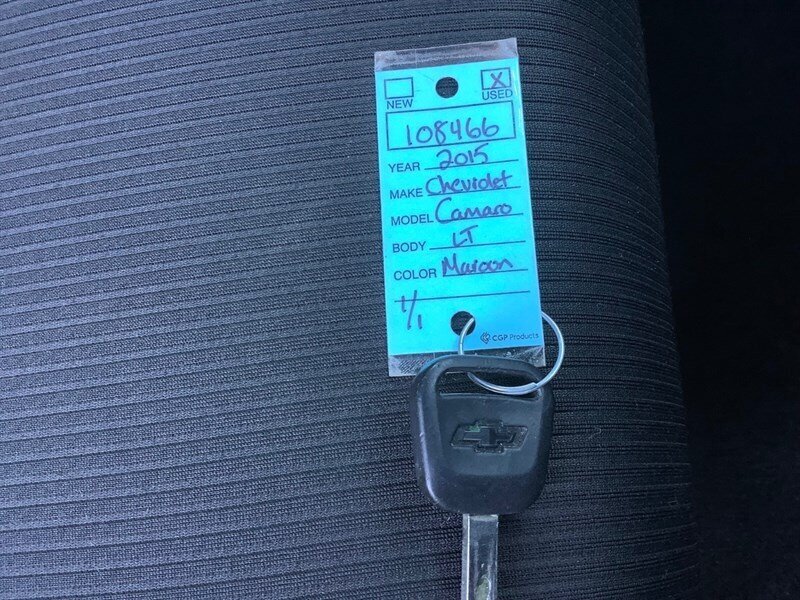 X
NEW USED
108466
YEAR 2015
MAKE Chevrolet
MODEL Camaro
BODY LT
COLOR Maroon
1/1
CGP Products